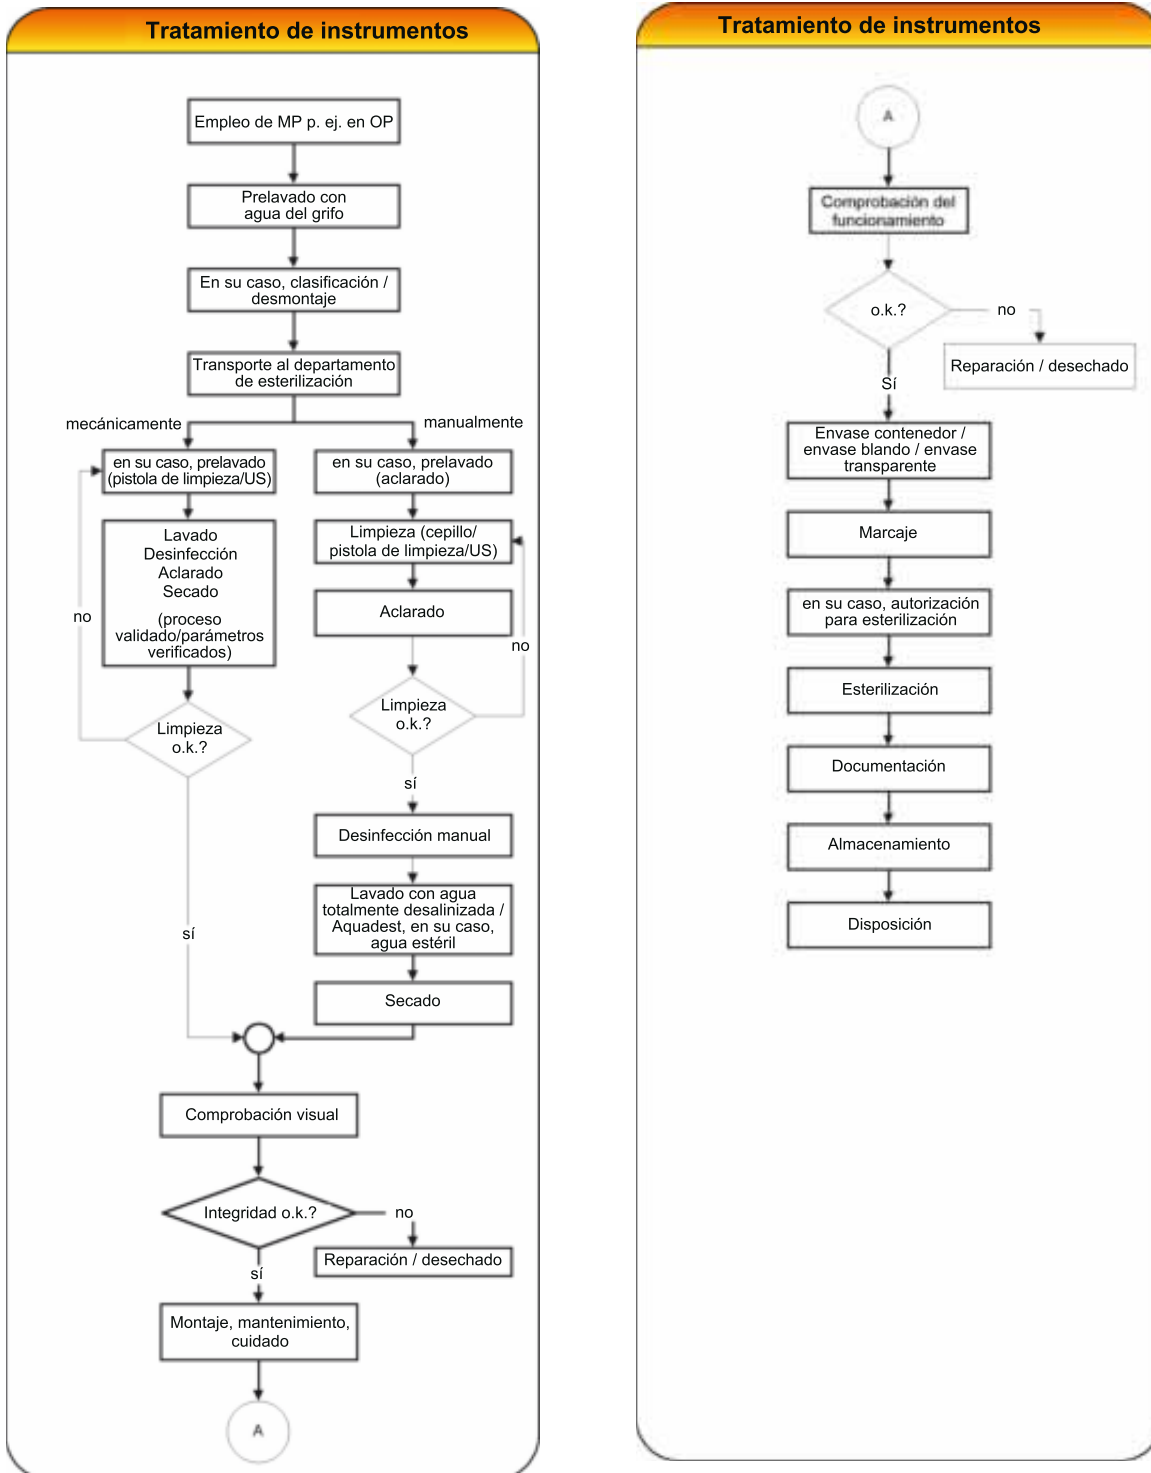 Tratamiento de instrumentos
Empleo de MP p. ej. en OP
Prelavado con
agua del grifo
En su caso, clasificación /
desmontaje
Transporte al departamento
de esterilización
mecánicamente
manualmente
en su caso, prelavado
(pistola de limpieza/US)
en su caso, prelavado
(aclarado)
Lavado
Desinfección
Aclarado
Secado
(proceso
validado/parámetros
verificados)
Limpieza (cepillo/
pistola de limpieza/US)
Aclarado
no
no
Limpieza
o.k.?
Limpieza
o.k.?
sí
Desinfección manual
Lavado con agua
totalmente desalinizada /
Aquadest, en su caso,
agua estéril
sí
Secado
Comprobación visual
Integridad o.k.?
no
Reparación / desechado
sí
Montaje, mantenimiento,
cuidado
A
Tratamiento de instrumentos
A
Comprobación del
funcionamiento
o.k.?
no
Reparación / desechado
Sí
Envase contenedor /
envase blando / envase
transparente
Marcaje
en su caso, autorización
para esterilización
Esterilización
Documentación
Almacenamiento
Disposición